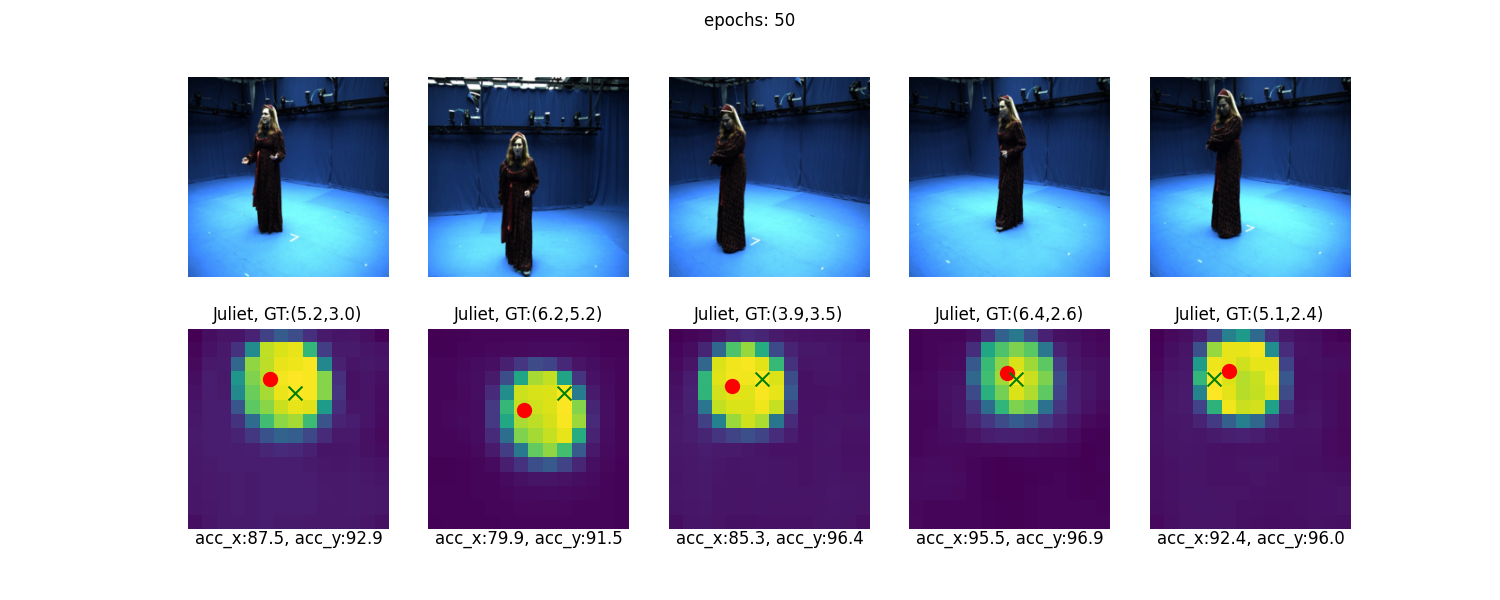 epochs: 50
Juliet, GT:(5.2,3.0)
Juliet, GT:(6.2,5.2)
Juliet, GT:(3.9,3.5)
Juliet, GT:(6.4,2.6)
Juliet, GT:(5.1,2.4)
acc_x:87.5, acc_y:92.9
acc_x:79.9, acc_y:91.5
acc_x:85.3, acc_y:96.4
acc_x:95.5, acc_y:96.9
acc_x:92.4, acc_y:96.0